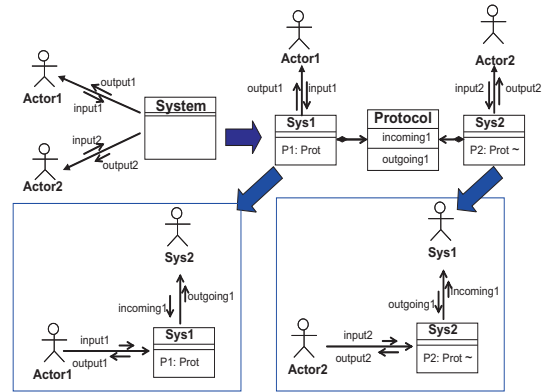 output1
input1
Actor1
System
input2
output2
Actor2
Actor1
output1
input1
Sys1
P1: Prot
Protocol
incoming1
outgoing1
Actor2
input2
output2
Sys2
P2: Prot ~
Sys2
outgoing1
incoming1
input1
output1
Actor1
Sys1
P1: Prot
Sys1
incoming1
outgoing1
input2
output2
Actor2
Sys2
P2: Prot ~